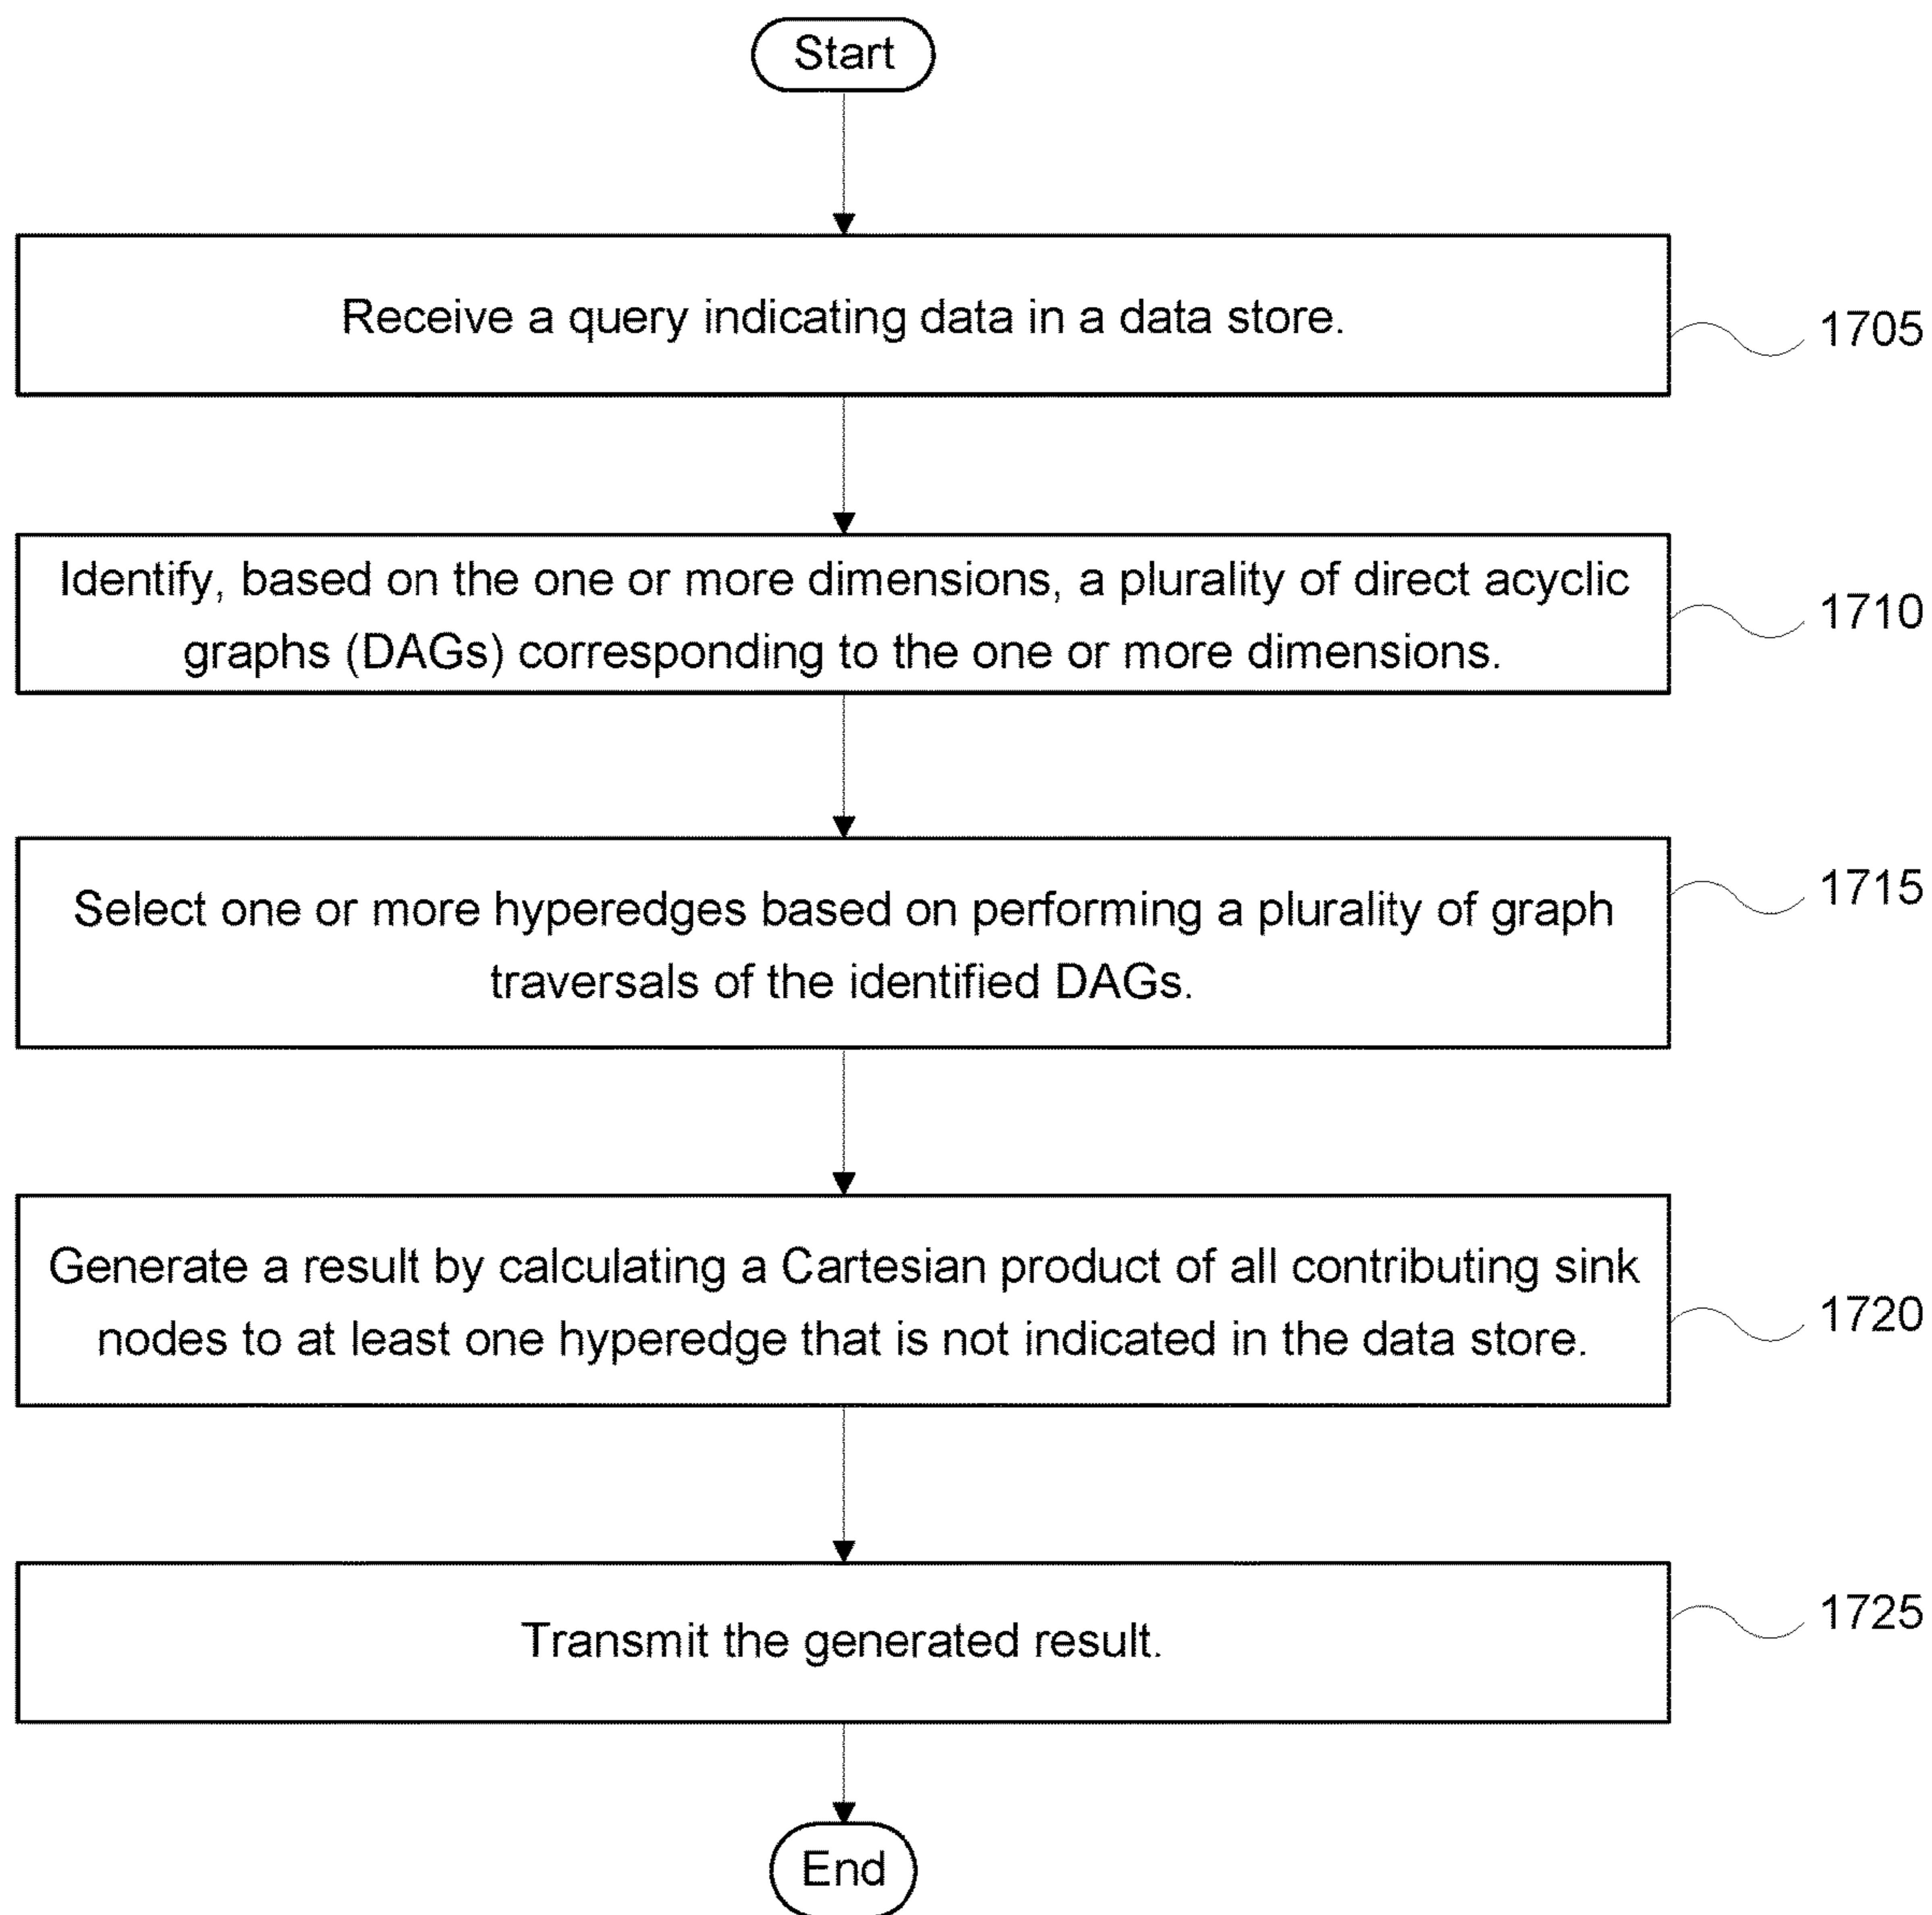 Start
Receive a query indicating data in a data store.
1705
Identify, based on the one or more dimensions, a plurality of direct acyclic
graphs (DAGs) corresponding to the one or more dimensions.
1710
Select one or more hyperedges based on performing a plurality of graph
traversals of the identified DAGs.
1715
Generate a result by calculating a Cartesian product of all contributing sink
nodes to at least one hyperedge that is not indicated in the data store.
1720
Transmit the generated result.
1725
End